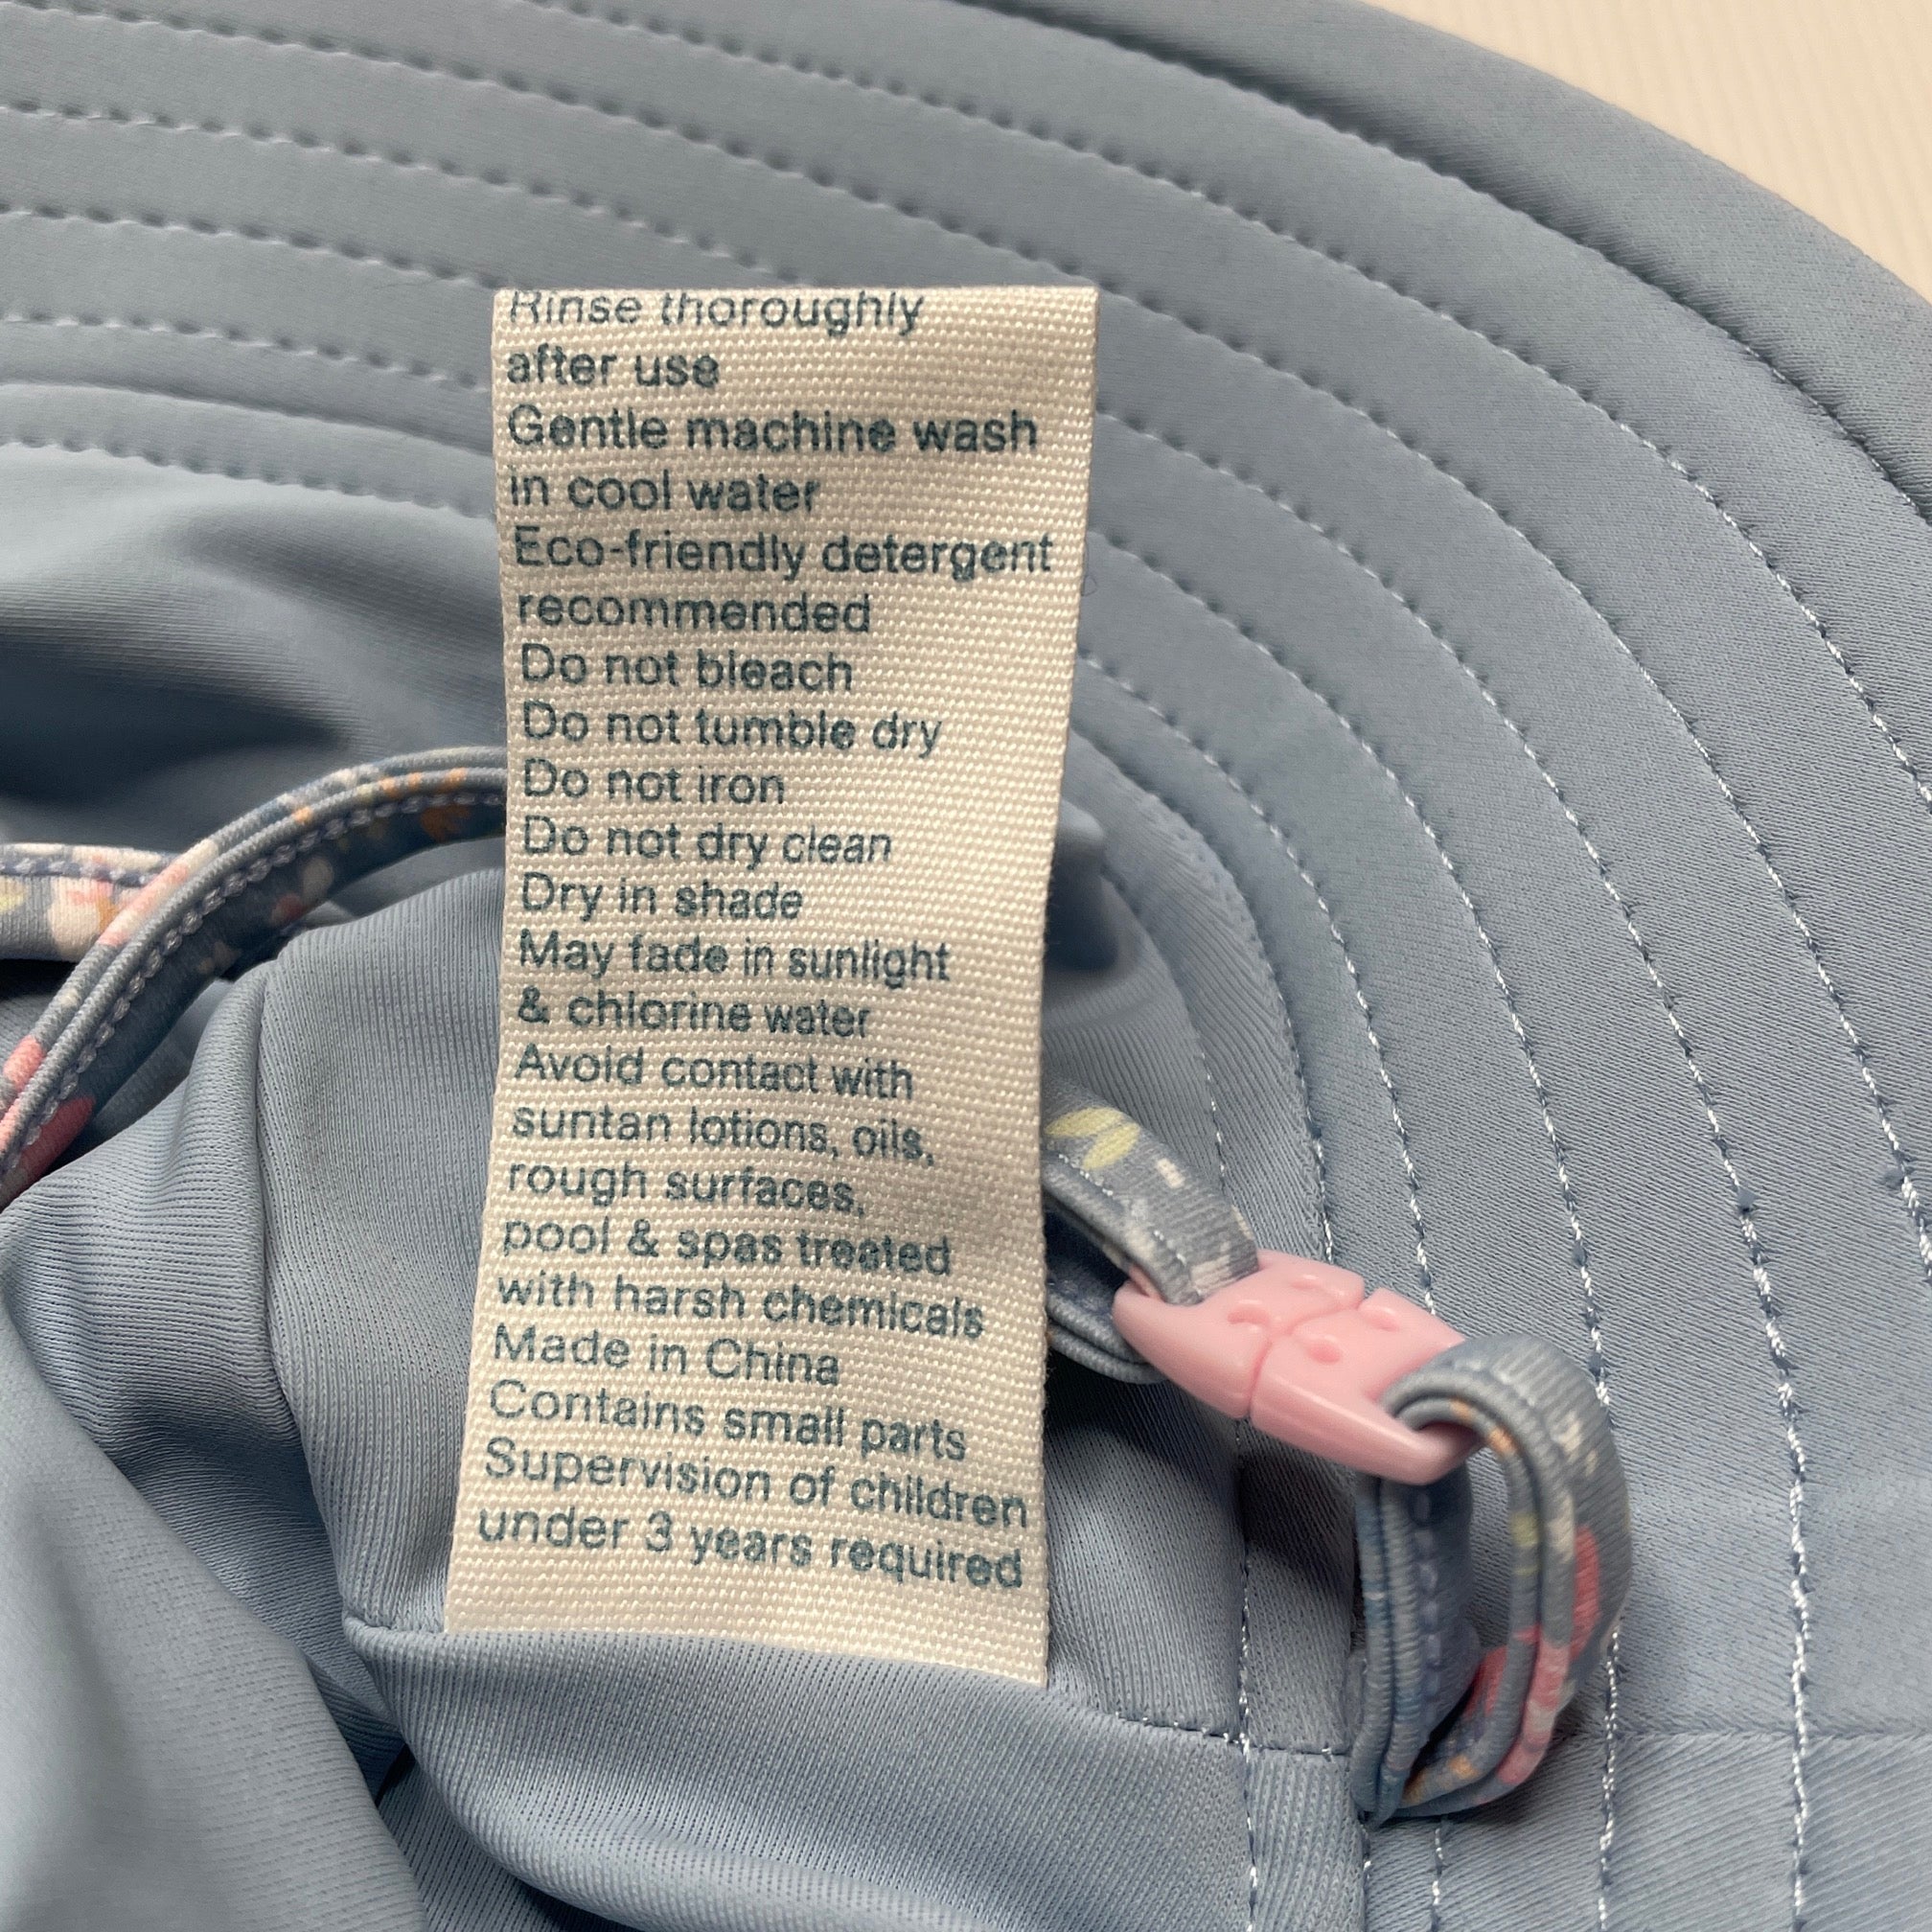 Rinse thoroughly
after use
Gentle machine wash
in cool water
Eco-friendly detergent
recommended
Do not bleach
Do not tumble dry
Do not iron
Do not dry clean
Dry in shade
May fade in sunlight
& chlorine water
Avoid contact with
suntan lotions, oils,
rough surfaces,
pool & spas treated
with harsh chemicals
Made in China
Contains small parts
Supervision of children
under 3 years required